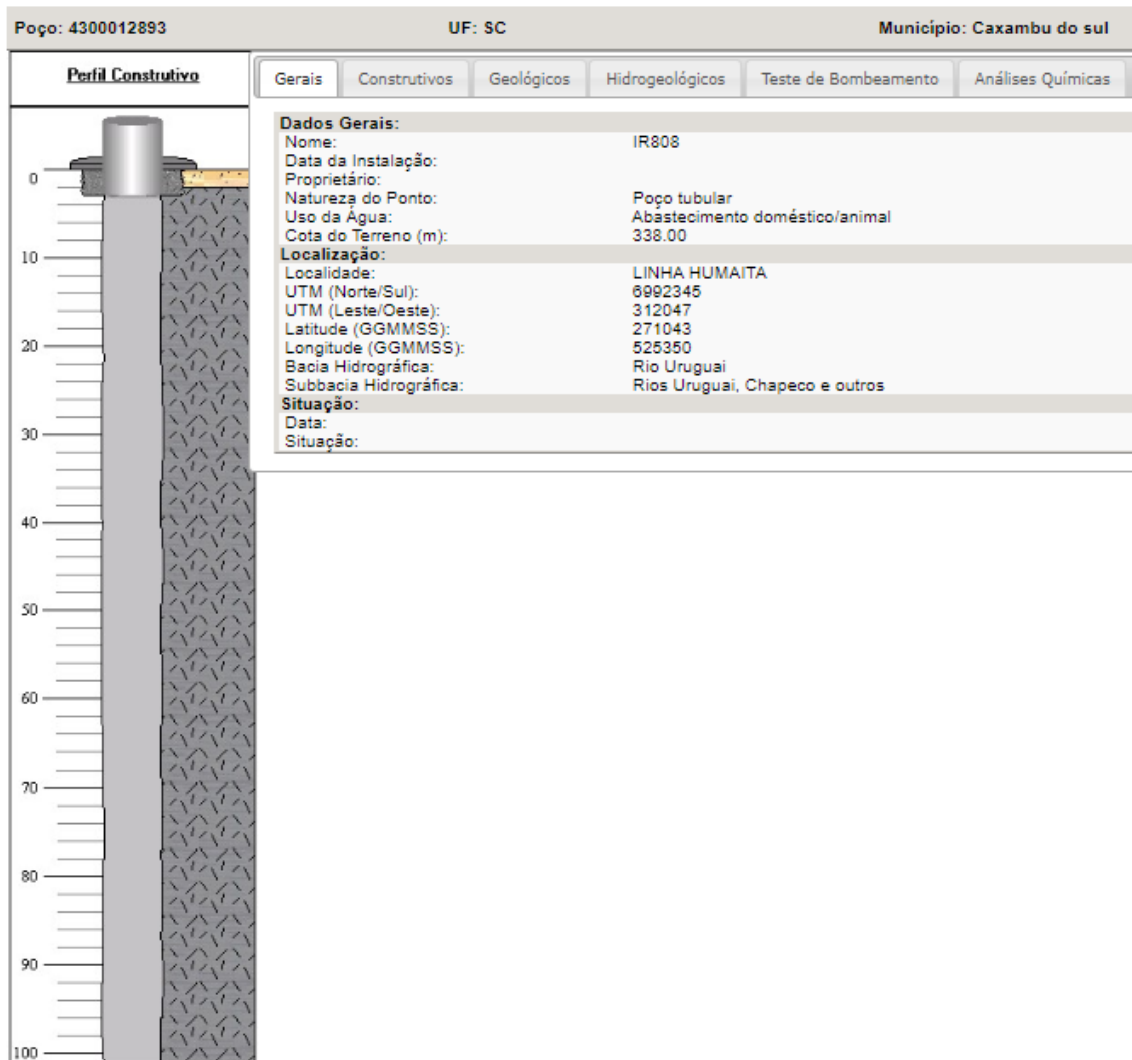 Poço: 4300012893 UF: SC Município: Caxambu do sul
Perfil Construtivo
Gerais Construtivos Geológicos Hidrogeológicos Teste de Bombeamento Análises Químicas
Dados Gerais:
Nome: IR808
Data da Instalação:
Proprietário:
Natureza do Ponto: Poço tubular
Uso da Água: Abastecimento doméstico/animal
Cota do Terreno (m): 338.00
Localização:
Localidade: LINHA HUMAITA
UTM (Norte/Sul): 6992345
UTM (Leste/Oeste): 312047
Latitude (GGMMSS): 271043
Longitude (GGMMSS): 525350
Bacia Hidrográfica: Rio Uruguai
Subbacia Hidrográfica: Rios Uruguai, Chapeco e outros
Situação:
Data:
Situação:
0
10
20
30
40
50
60
70
80
90
100